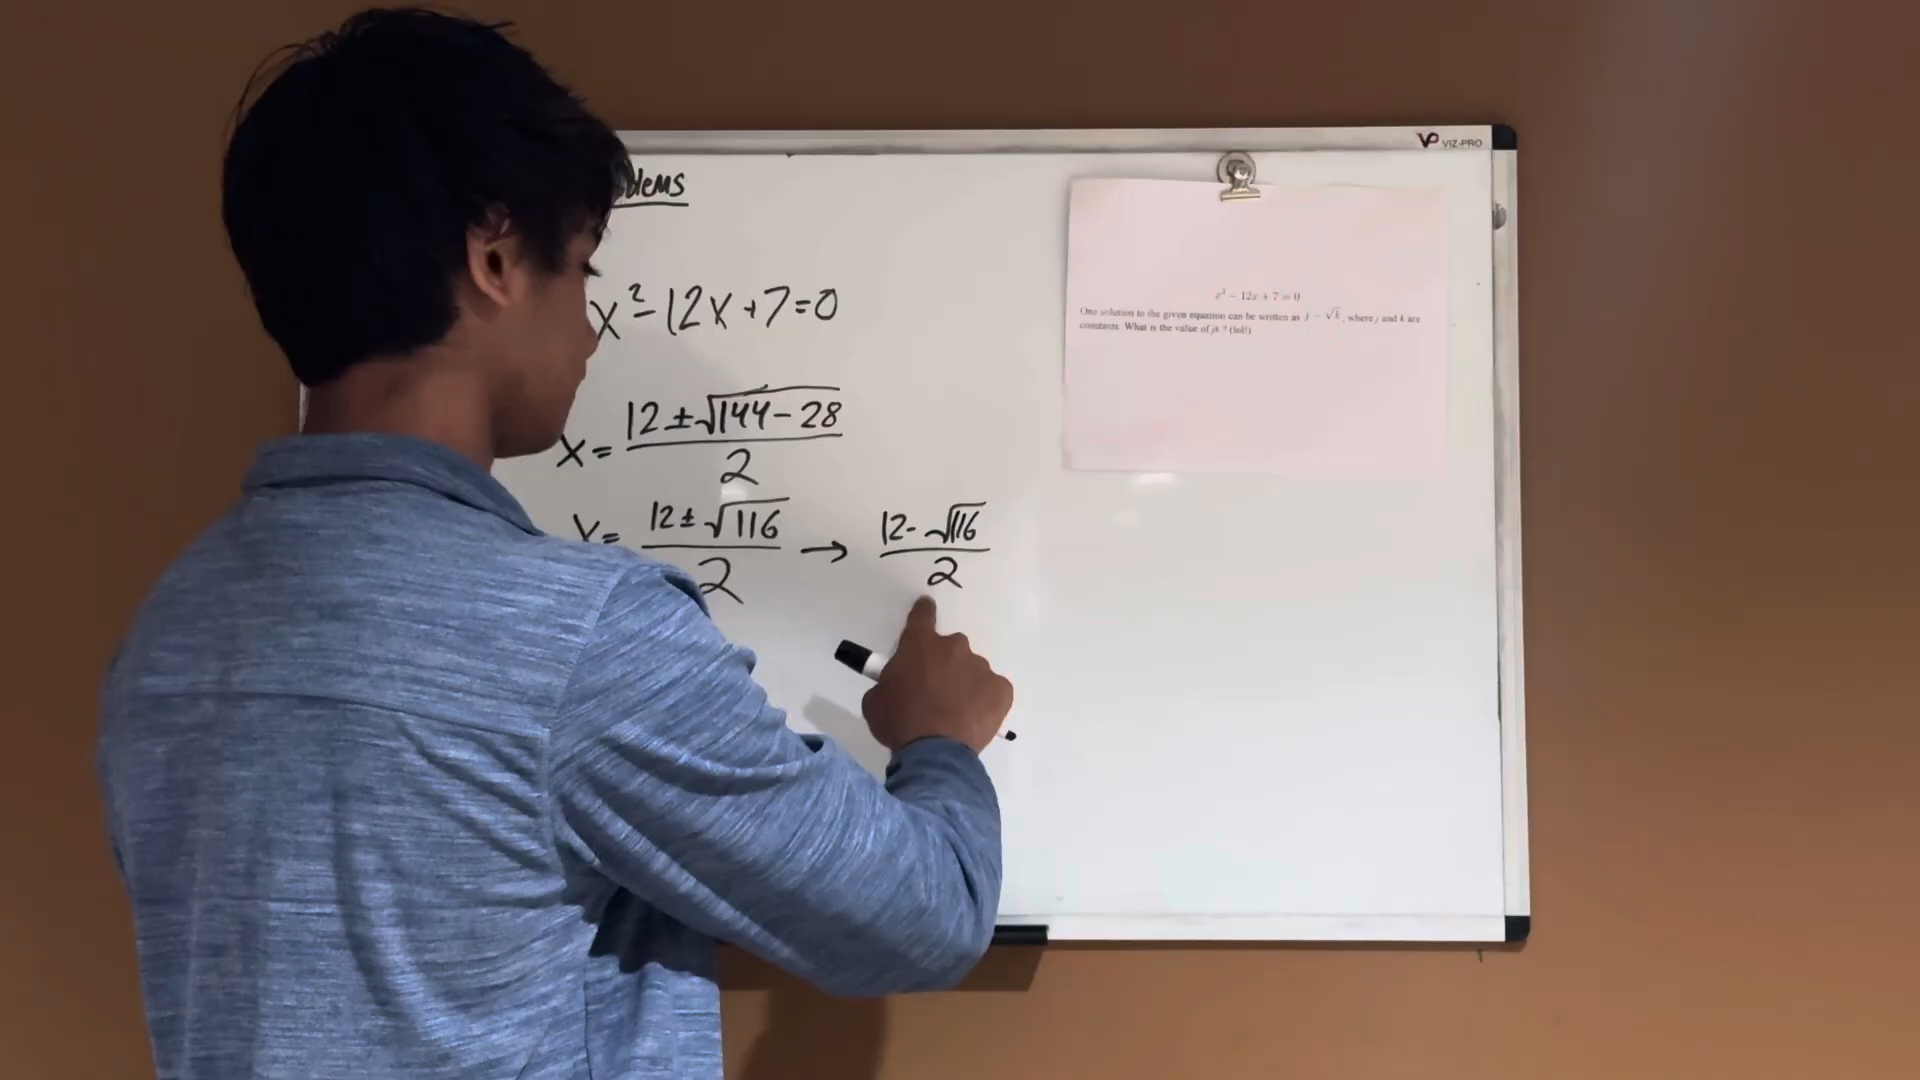 VP VIZ-PRO
blems
x² - 12x + 7 = 0
x = (12 ± √(144 - 28)) / 2
x = (12 ± √116) / 2 → (12 - √116) / 2
x² - 12x + 7 = 0
One solution to the given equation can be written as j - √k, where j and k are
constants. What is the value of jk ? (lol!)